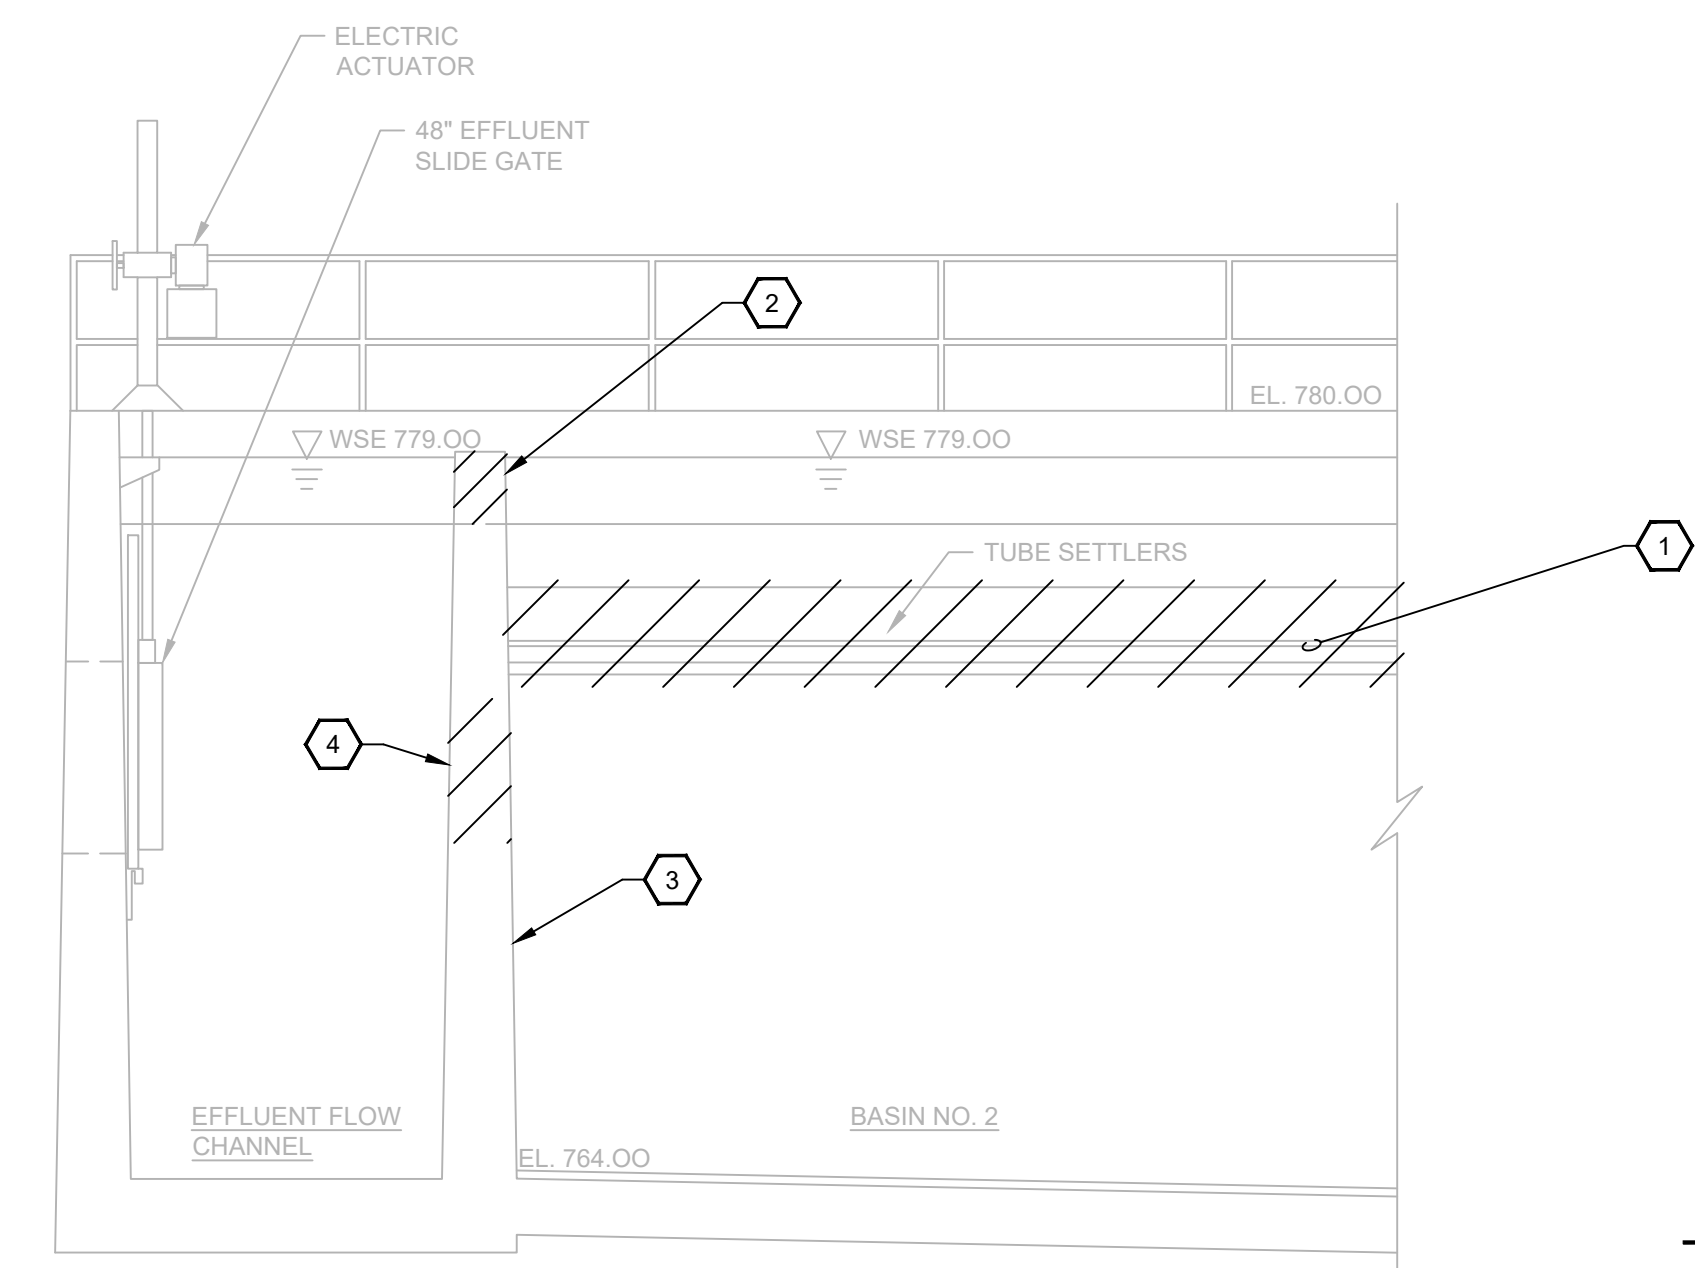 ELECTRIC
ACTUATOR
48" EFFLUENT
SLIDE GATE
2
EL. 780.OO
WSE 779.OO
WSE 779.OO
1
TUBE SETTLERS
4
3
EFFLUENT FLOW
CHANNEL
BASIN NO. 2
EL. 764.OO